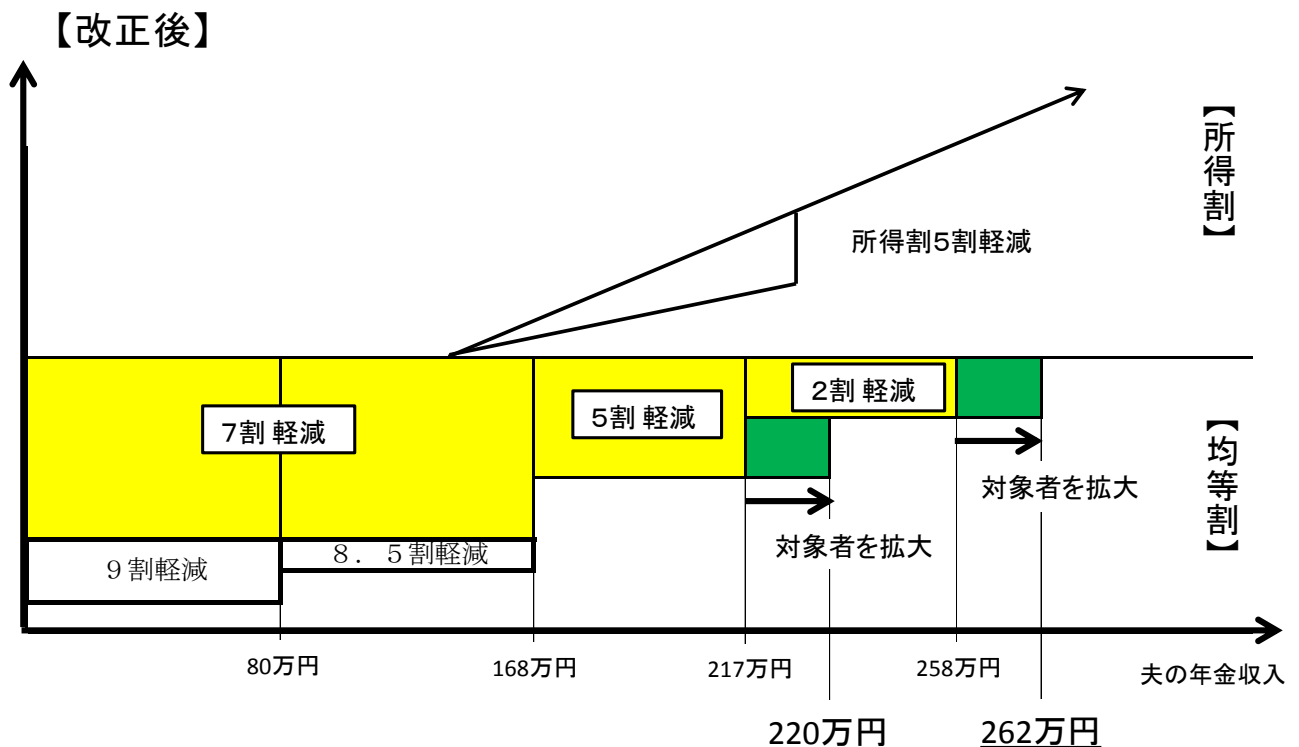 【改正後】
【所得割】
所得割5割軽減
2割 軽減
5割 軽減
7割 軽減
【均等割】
対象者を拡大
対象者を拡大
８．５割軽減
９割軽減
80万円
168万円
217万円
258万円
夫の年金収入
220万円
262万円